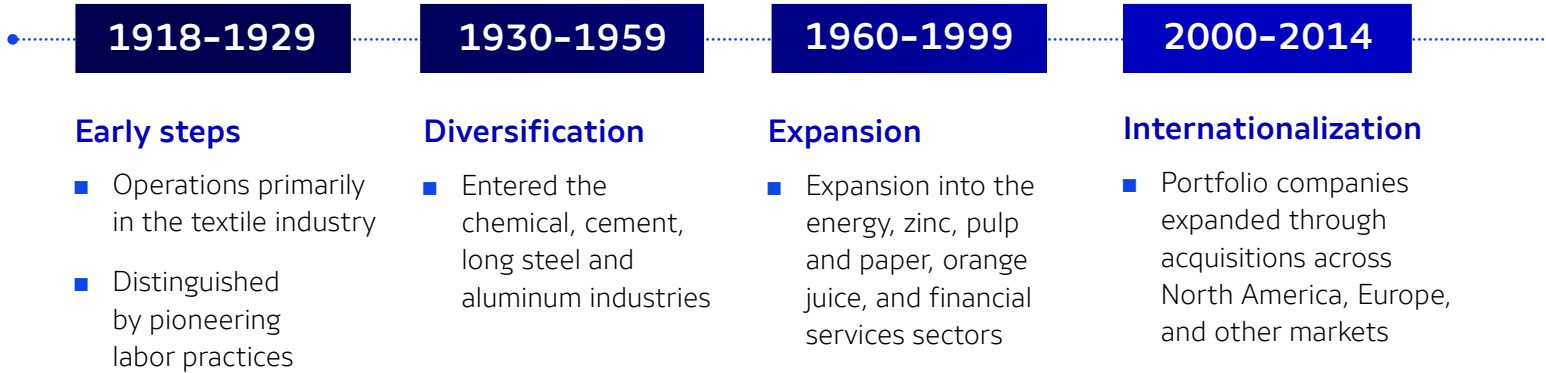 1918-1929
Early steps
Operations primarily
in the textile industry
Distinguished
by pioneering
labor practices
1930-1959
Diversification
Entered the
chemical, cement,
long steel and
aluminum industries
1960-1999
Expansion
Expansion into the
energy, zinc, pulp
and paper, orange
juice, and financial
services sectors
2000-2014
Internationalization
Portfolio companies
expanded through
acquisitions across
North America, Europe,
and other markets